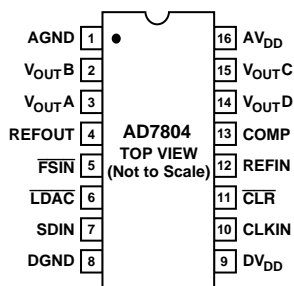 AGND 1 16 AVDD
VOUTB 2 15 VOUTC
VOUTA 3 14 VOUTD
REFOUT 4 AD7804 13 COMP
FSIN 5 TOP VIEW 12 REFIN
LDAC 6 (Not to Scale) 11 CLR
SDIN 7 10 CLKIN
DGND 8 9 DVDD